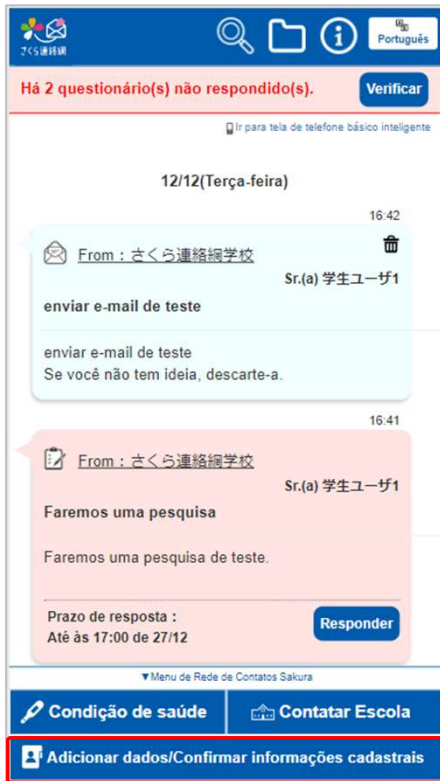 さくら連絡網
Português
Há 2 questionário(s) não respondido(s).
Verificar
Ir para tela de telefone básico inteligente
12/12(Terça-feira)
16:42
From：さくら連絡網学校
Sr.(a) 学生ユーザ1
enviar e-mail de teste
enviar e-mail de teste
Se você não tem ideia, descarte-a.
16:41
From：さくら連絡網学校
Sr.(a) 学生ユーザ1
Faremos uma pesquisa
Faremos uma pesquisa de teste.
Prazo de resposta：
Até às 17:00 de 27/12
Responder
▼Menu de Rede de Contatos Sakura
Condição de saúde
Contatar Escola
Adicionar dados/Confirmar informações cadastrais